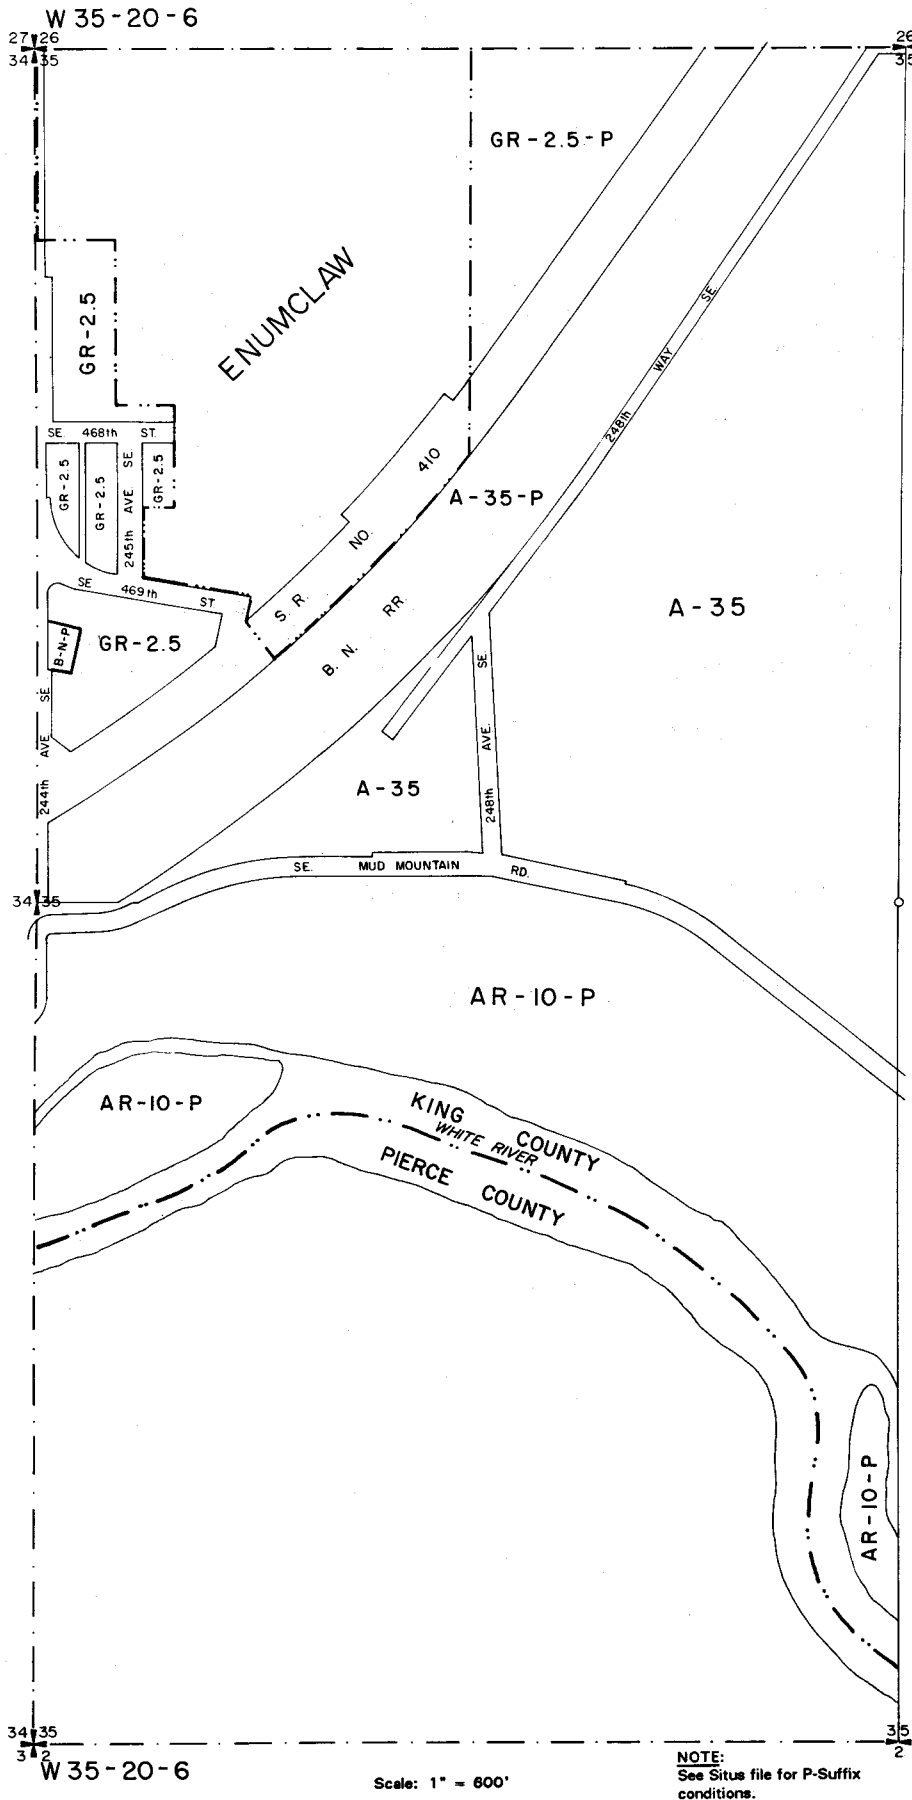 W 35-20-6
27 26
34 35
26
35
GR-2.5-P
ENUMCLAW
GR-2.5
SE. 468th ST.
GR-2.5
GR-2.5
245th AVE. SE.
GR-2.5
SE 469th ST.
S. R. NO. 410
A-35-P
248th WAY SE.
A-35
B-N-P
GR-2.5
B. N. RR.
244th AVE. SE.
A-35
248th AVE. SE.
SE. MUD MOUNTAIN RD.
34 35
AR-10-P
AR-10-P
KING COUNTY
WHITE RIVER
PIERCE COUNTY
AR-10-P
34 35
3 2
35
2
W 35-20-6
Scale: 1" = 600'
NOTE:
See Situs file for P-Suffix
conditions.